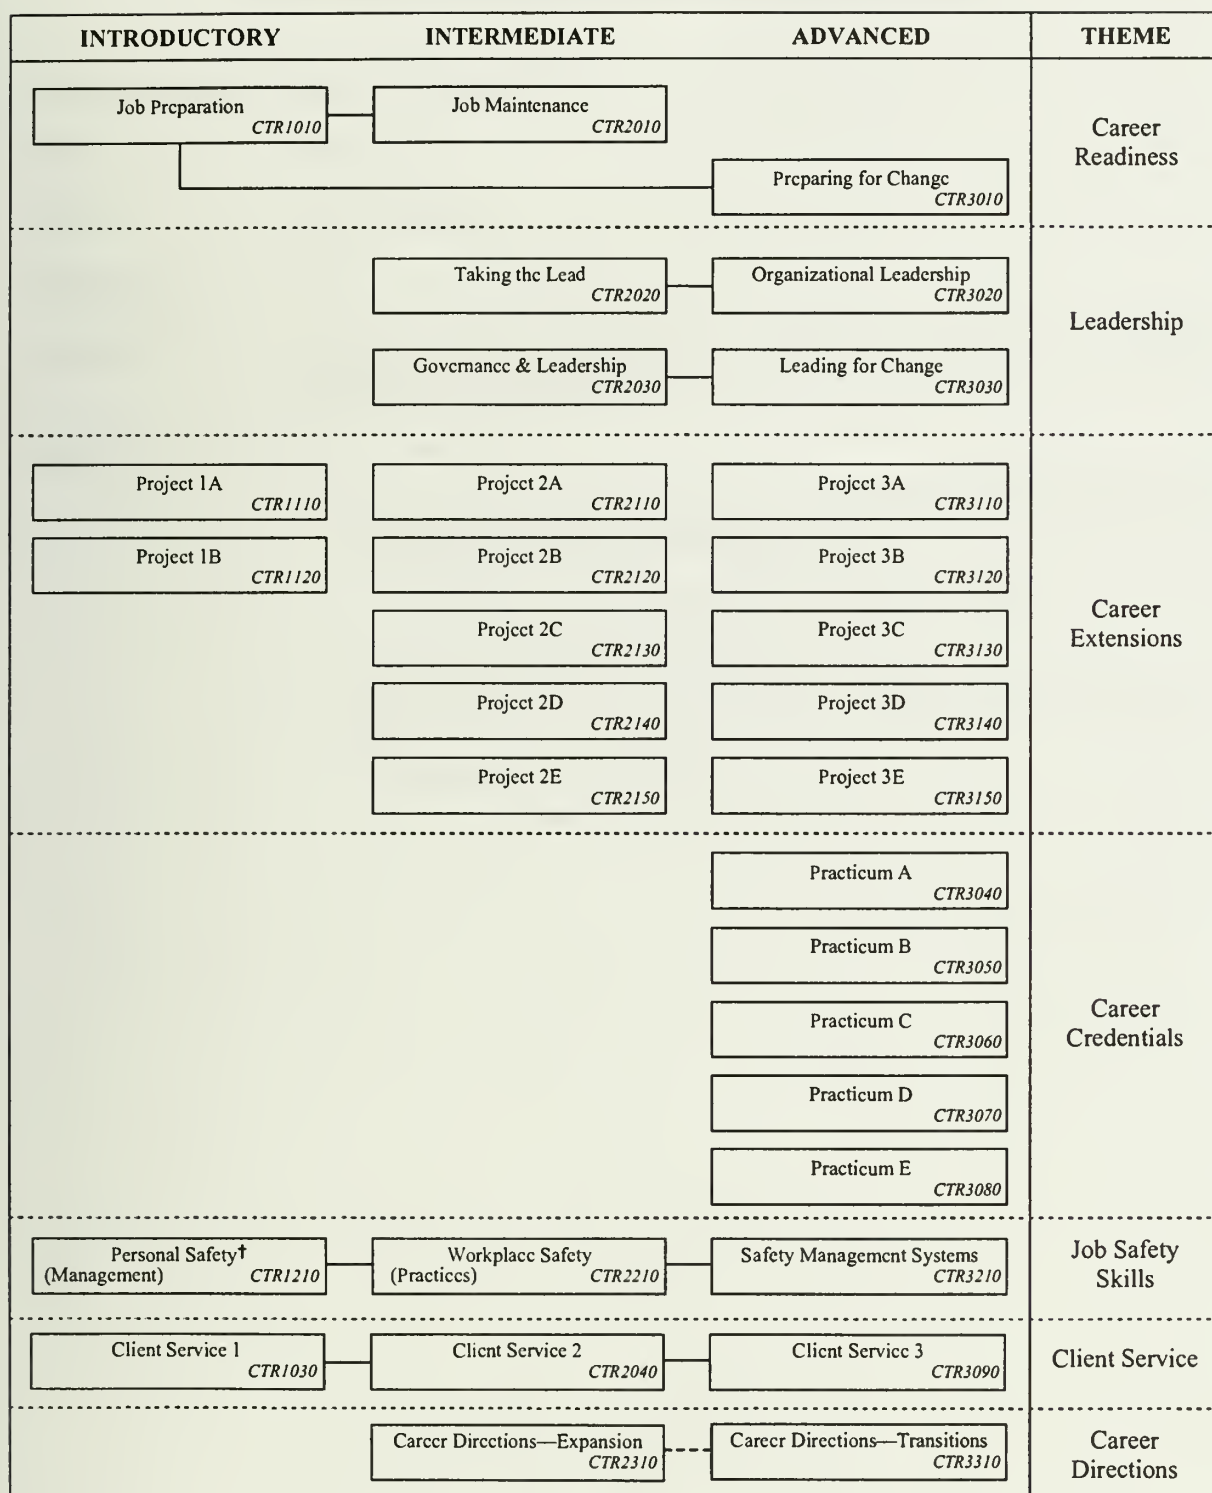 INTRODUCTORY INTERMEDIATE ADVANCED THEME
Job Preparation
CTR1010
Job Maintenance
CTR2010
Preparing for Change
CTR3010
Career
Readiness
Taking the Lead
CTR2020
Organizational Leadership
CTR3020
Governance & Leadership
CTR2030
Leading for Change
CTR3030
Leadership
Project 1A
CTR1110
Project 2A
CTR2110
Project 3A
CTR3110
Project 1B
CTR1120
Project 2B
CTR2120
Project 3B
CTR3120
Project 2C
CTR2130
Project 3C
CTR3130
Project 2D
CTR2140
Project 3D
CTR3140
Project 2E
CTR2150
Project 3E
CTR3150
Career
Extensions
Practicum A
CTR3040
Practicum B
CTR3050
Practicum C
CTR3060
Practicum D
CTR3070
Practicum E
CTR3080
Career
Credentials
Personal Safety†
(Management) CTR1210
Workplace Safety
(Practices) CTR2210
Safety Management Systems
CTR3210
Job Safety
Skills
Client Service 1
CTR1030
Client Service 2
CTR2040
Client Service 3
CTR3090
Client Service
Career Directions—Expansion
CTR2310
Career Directions—Transitions
CTR3310
Career
Directions